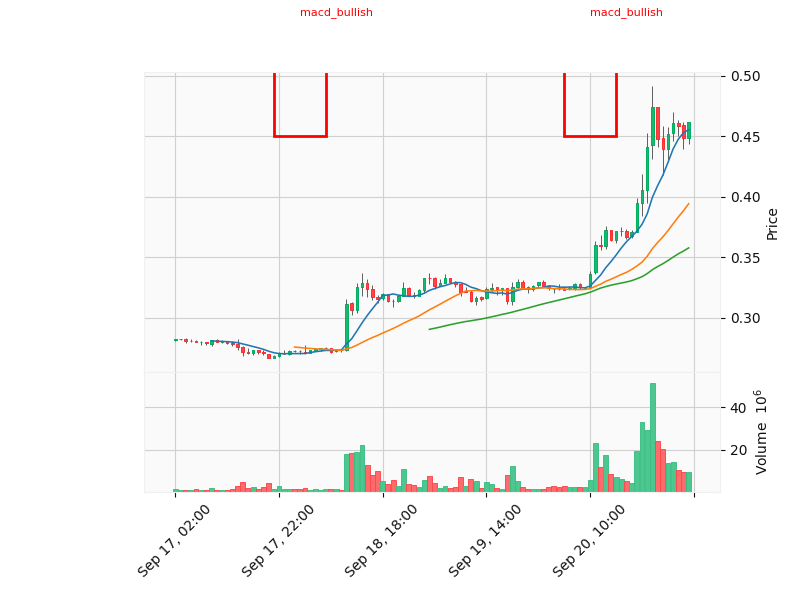 macd_bullish macd_bullish
0.50
0.45
0.40
0.35
0.30
Price
40
20
Volume 10^6
Sep 17, 02:00
Sep 17, 22:00
Sep 18, 18:00
Sep 19, 14:00
Sep 20, 10:00